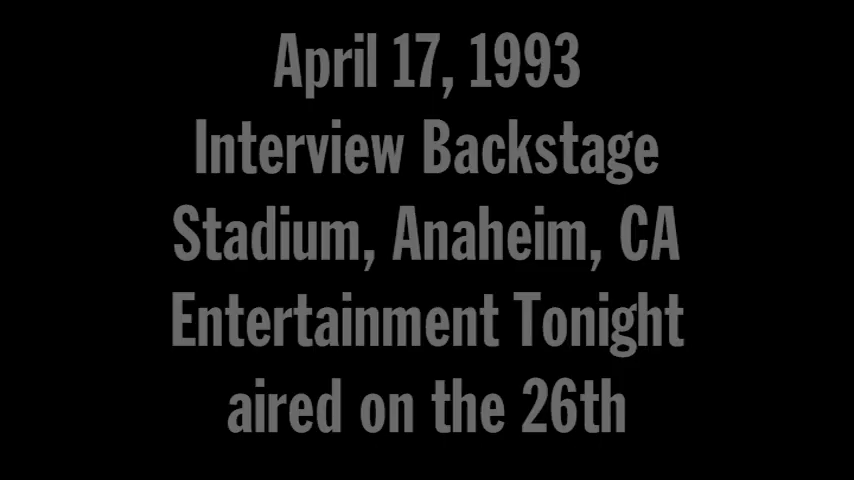 April 17, 1993
Interview Backstage
Stadium, Anaheim, CA
Entertainment Tonight
aired on the 26th